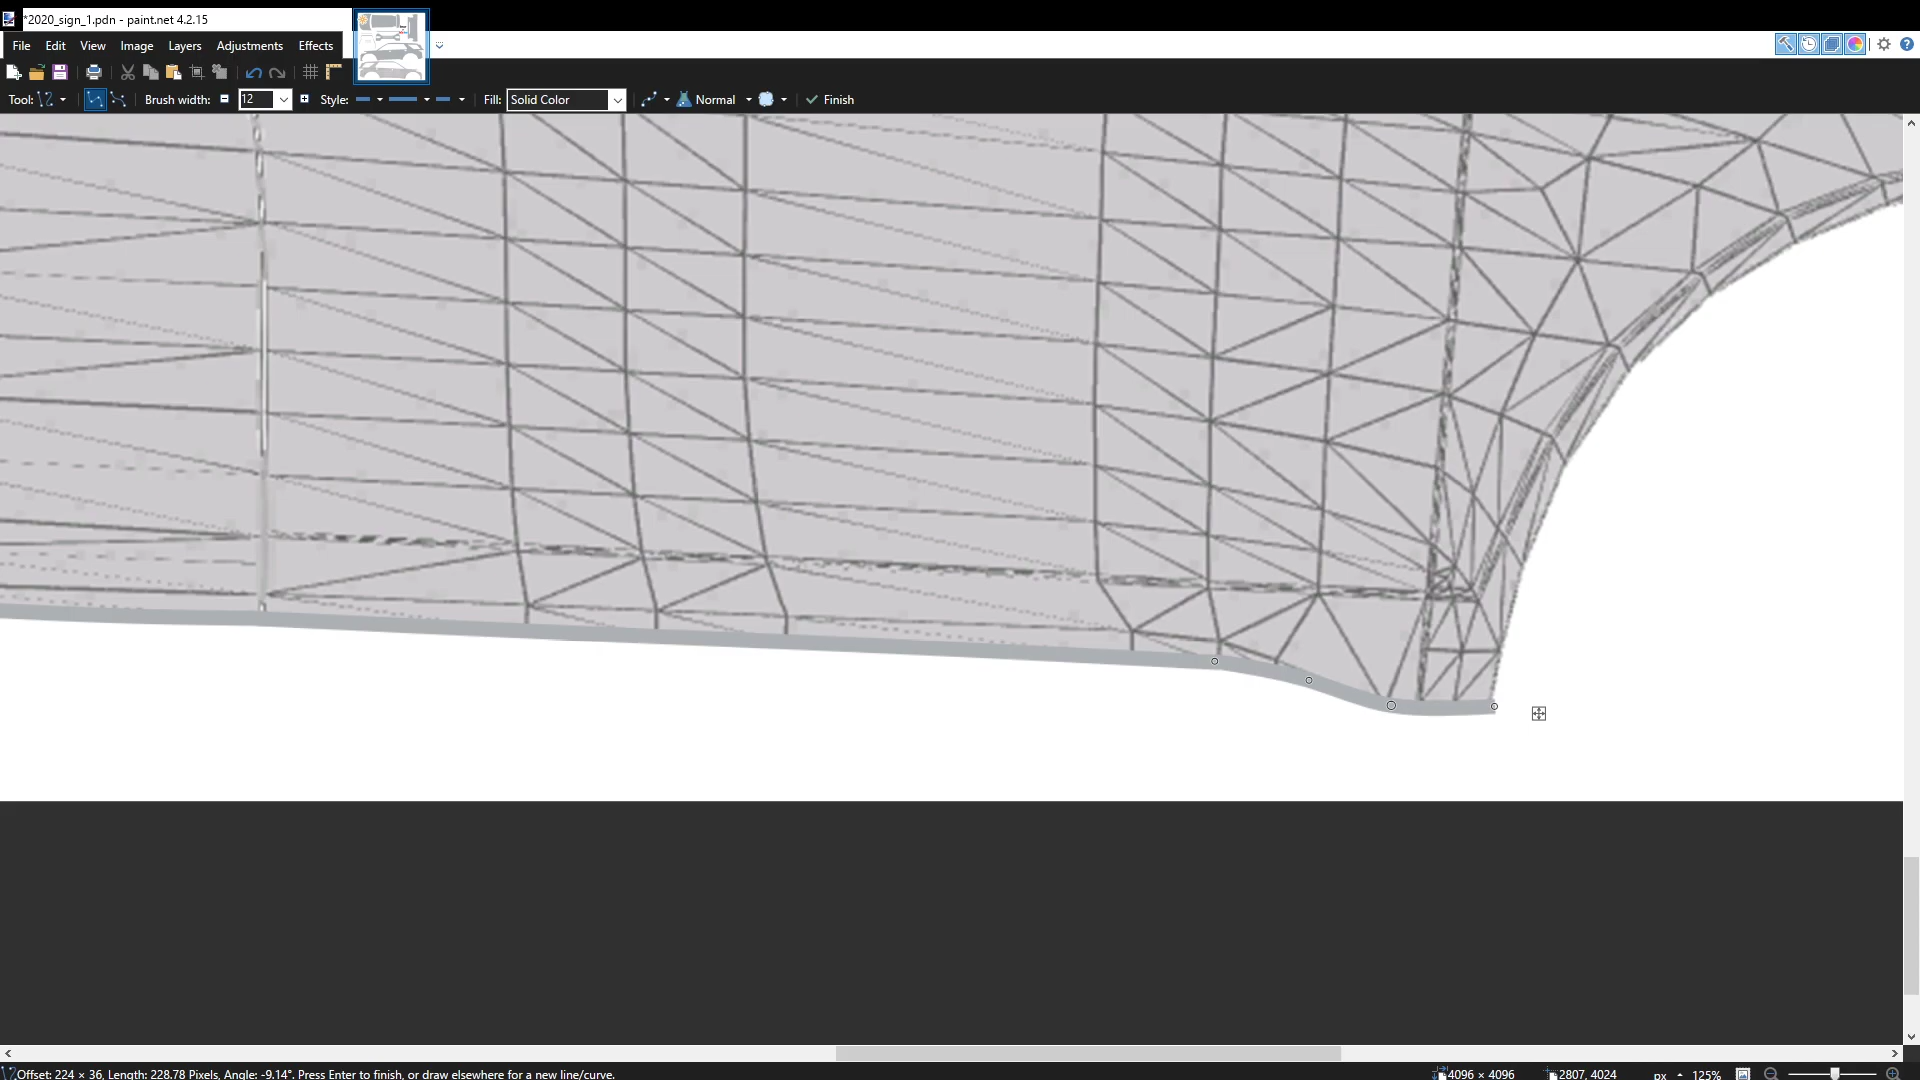 *2020_sign_1.pdn - paint.net 4.2.15
File Edit View Image Layers Adjustments Effects
Tool: Brush width: 12 Style: Fill: Solid Color Normal Finish
Offset: 224 × 36, Length: 228.78 Pixels, Angle: -9.14°. Press Enter to finish, or draw elsewhere for a new line/curve. 4096 × 4096 2807, 4024 px 125%